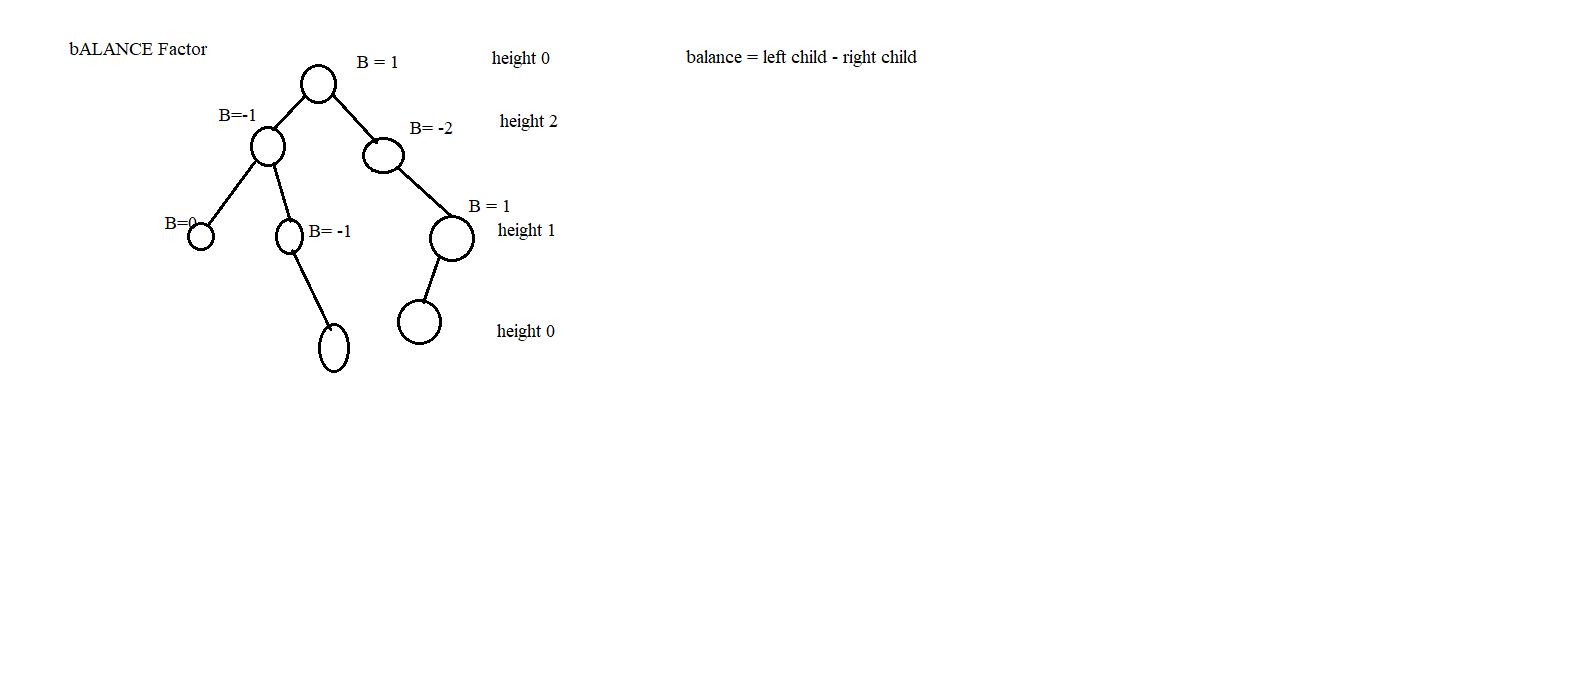 bALANCE Factor
B = 1
height 0
balance = left child - right child
B=-1
B= -2
height 2
B=0
B= -1
B = 1
height 1
height 0